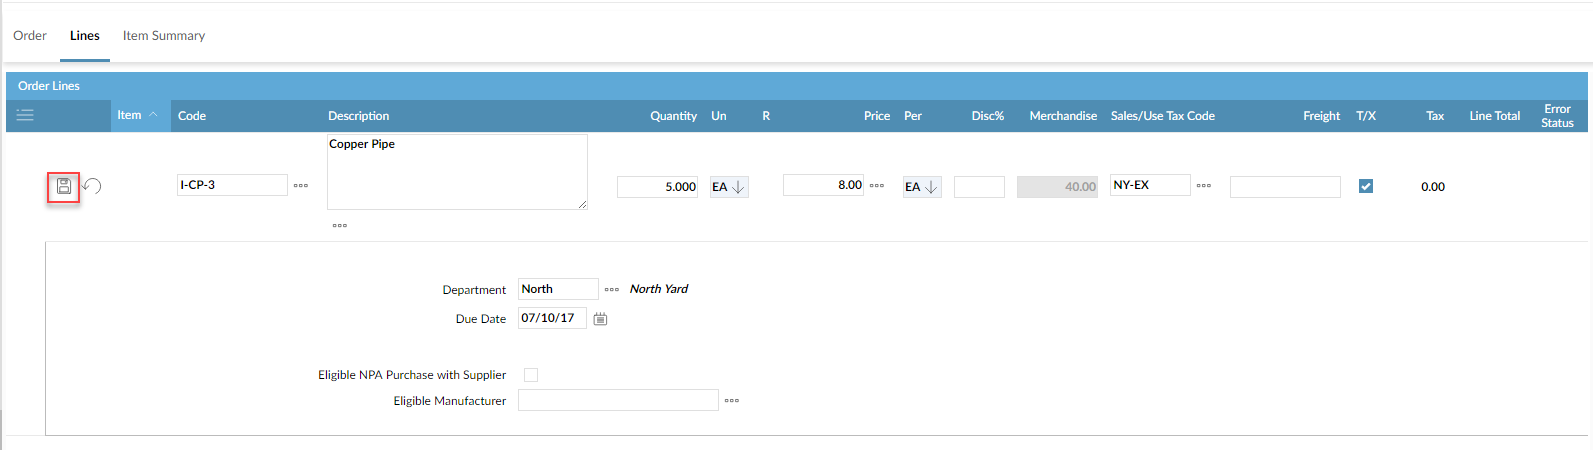 Order Lines Item Summary
Order Lines
Item Code Description Quantity Un R Price Per Disc% Merchandise Sales/Use Tax Code Freight T/X Tax Line Total Error Status
Copper Pipe
I-CP-3 5.000 EA 8.00 EA 40.00 NY-EX 0.00
Department North North Yard
Due Date 07/10/17
Eligible NPA Purchase with Supplier
Eligible Manufacturer